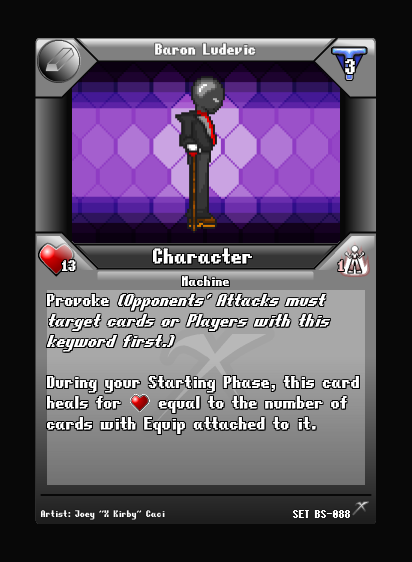 Baron Ludevic
3
13
Character
1
Machine
Provoke (Opponents' Attacks must
target cards or Players with this
keyword first.)
During your Starting Phase, this card
heals for equal to the number of
cards with Equip attached to it.
Artist: Joey "X Kirby" Caci
SET BS-088